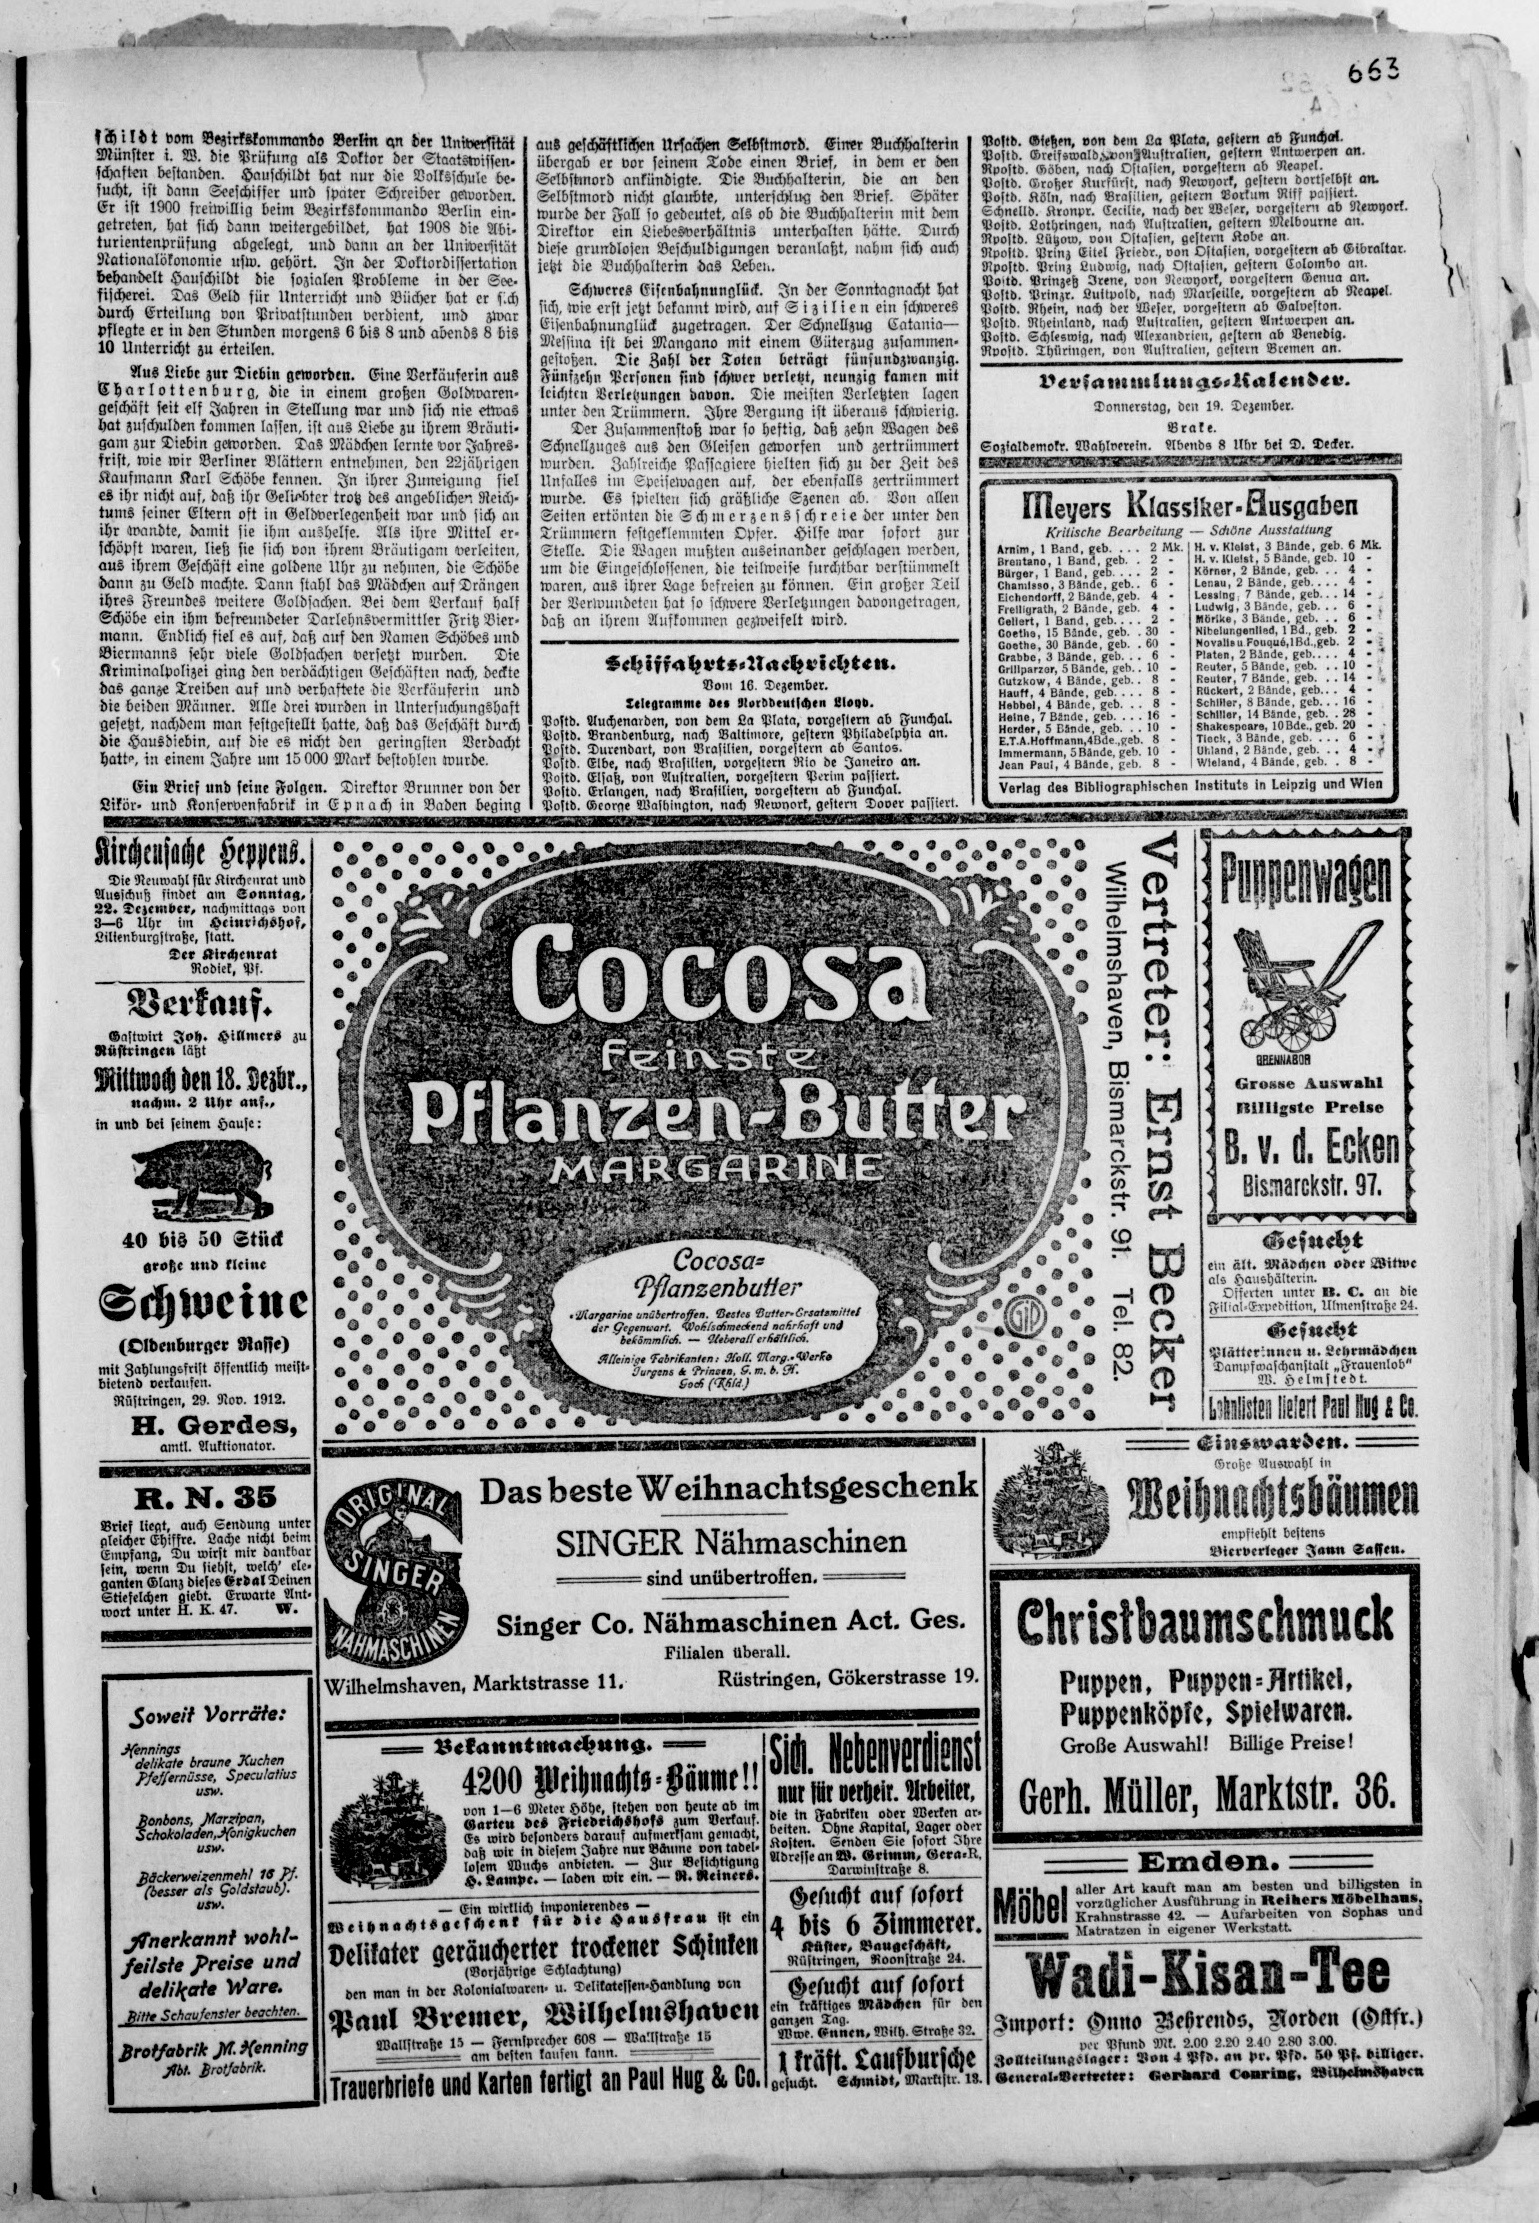 663
schildt vom Bezirkskommando Berlin an der Universität
Münster i. W. die Prüfung als Doktor der Staatswissen-
schaften bestanden. Hauschildt hat nur die Volksschule be-
sucht, ist dann Seeschiffer und später Schreiber geworden.
Er ist 1900 freiwillig beim Bezirkskommando Berlin ein-
getreten, hat sich dann weitergebildet, hat 1908 die Abi-
turientenprüfung abgelegt, und dann an der Universität
Nationalökonomie usw. gehört. In der Doktordissertation
behandelt Hauschildt die sozialen Probleme in der See-
fischerei. Das Geld für Unterricht und Bücher hat er sich
durch Erteilung von Privatstunden verdient, und zwar
pflegte er in den Stunden morgens 6 bis 8 und abends 8 bis
10 Unterricht zu erteilen.
Aus Liebe zur Diebin geworden. Eine Verkäuferin aus
Charlottenburg, die in einem großen Goldwaren-
geschäft seit elf Jahren in Stellung war und sich nie etwas
hat zuschulden kommen lassen, ist aus Liebe zu ihrem Bräuti-
gam zur Diebin geworden. Das Mädchen lernte vor Jahres-
frist, wie wir Berliner Blättern entnehmen, den 22jährigen
Kaufmann Karl Schöbe kennen. In ihrer Zuneigung fiel
es ihr nicht auf, daß ihr Geliebter trotz des angeblichen Reich-
tums seiner Eltern oft in Geldverlegenheit war und sich an
ihr wandte, damit sie ihm aushelfe. Als ihre Mittel er-
schöpft waren, ließ sie sich von ihrem Bräutigam verleiten,
aus ihrem Geschäft eine goldene Uhr zu nehmen, die Schöbe
dann zu Geld machte. Dann stahl das Mädchen auf Drängen
ihres Freundes weitere Goldsachen. Bei dem Verkauf half
Schöbe ein ihm befreundeter Darlehnsvermittler Fritz Bier-
mann. Endlich fiel es auf, daß auf den Namen Schöbes und
Biermanns sehr viele Goldsachen versetzt wurden. Die
Kriminalpolizei ging den verdächtigen Geschäften nach, deckte
das ganze Treiben auf und verhaftete die Verkäuferin und
die beiden Männer. Alle drei wurden in Untersuchungshaft
gesetzt, nachdem man festgestellt hatte, daß das Geschäft durch
die Hausdiebin, auf die es nicht den geringsten Verdacht
hatte, in einem Jahre um 15 000 Mark bestohlen wurde.
Ein Brief und seine Folgen. Direktor Brunner von der
Likör- und Konservenfabrik in Epnach in Baden beging
aus geschäftlichen Ursachen Selbstmord. Einer Buchhalterin
übergab er vor seinem Tode einen Brief, in dem er den
Selbstmord ankündigte. Die Buchhalterin, die an den
Selbstmord nicht glaubte, unterschlug den Brief. Später
wurde der Fall so gedeutet, als ob die Buchhalterin mit dem
Direktor ein Liebesverhältnis unterhalten hätte. Durch
diese grundlosen Beschuldigungen veranlaßt, nahm sich auch
jetzt die Buchhalterin das Leben.
Schweres Eisenbahnunglück. In der Sonntagnacht hat
sich, wie erst jetzt bekannt wird, auf Sizilien ein schweres
Eisenbahnunglück zugetragen. Der Schnellzug Catania—
Messina ist bei Mangano mit einem Güterzug zusammen-
gestoßen. Die Zahl der Toten beträgt fünfundzwanzig.
Fünfzehn Personen sind schwer verletzt, neunzig kamen mit
leichten Verletzungen davon. Die meisten Verletzten lagen
unter den Trümmern. Ihre Bergung ist überaus schwierig.
Der Zusammenstoß war so heftig, daß zehn Wagen des
Schnellzuges aus den Gleisen geworfen und zertrümmert
wurden. Zahlreiche Passagiere hielten sich zu der Zeit des
Unfalles im Speisewagen auf, der ebenfalls zertrümmert
wurde. Es spielten sich gräßliche Szenen ab. Von allen
Seiten ertönten die Schmerzensschreie der unter den
Trümmern festgeklemmten Opfer. Hilfe war sofort zur
Stelle. Die Wagen mußten auseinander geschlagen werden,
um die Eingeschlossenen, die teilweise furchtbar verstümmelt
waren, aus ihrer Lage befreien zu können. Ein großer Teil
der Verwundeten hat so schwere Verletzungen davongetragen,
daß an ihrem Aufkommen gezweifelt wird.
Schiffahrts-Nachrichten.
Vom 16. Dezember.
Telegramme des Norddeutschen Lloyd.
Postd. Auchenarden, von dem La Plata, vorgestern ab Funchal.
Postd. Brandenburg, nach Baltimore, gestern Philadelphia an.
Postd. Durendart, von Brasilien, vorgestern ab Santos.
Postd. Elbe, nach Brasilien, vorgestern Rio de Janeiro an.
Postd. Elsaß, von Australien, vorgestern Perim passiert.
Postd. Erlangen, nach Brasilien, vorgestern ab Funchal.
Postd. George Washington, nach Newyork, gestern Dover passiert.
Postd. Gießen, von dem La Plata, gestern ab Funchal.
Postd. Greifswald, von Australien, gestern Antwerpen an.
Rpostd. Göben, nach Ostasien, vorgestern ab Neapel.
Postd. Großer Kurfürst, nach Newyork, gestern dortselbst an.
Postd. Köln, nach Brasilien, gestern Borkum Riff passiert.
Schnelld. Kronpr. Cecilie, nach der Weser, vorgestern ab Newyork.
Postd. Lothringen, nach Australien, gestern Melbourne an.
Rpostd. Lützow, von Ostasien, gestern Kobe an.
Rpostd. Prinz Eitel Friedr., von Ostasien, vorgestern ab Gibraltar.
Rpostd. Prinz Ludwig, nach Ostasien, gestern Colombo an.
Postd. Prinzeß Irene, von Newyork, vorgestern Genua an.
Postd. Prinzr. Luitpold, nach Marseille, vorgestern ab Neapel.
Postd. Rhein, nach der Weser, vorgestern ab Galveston.
Postd. Rheinland, nach Australien, gestern Antwerpen an.
Postd. Schleswig, nach Alexandrien, gestern ab Venedig.
Rpostd. Thüringen, von Australien, gestern Bremen an.
Versammlungs-Kalender.
Donnerstag, den 19. Dezember.
Brake.
Sozialdemokr. Wahlverein. Abends 8 Uhr bei D. Decker.
Meyers Klassiker-Ausgaben
Kritische Bearbeitung — Schöne Ausstattung
Arnim, 1 Band, geb. . . . 2 Mk.
Brentano, 1 Band, geb. . 2 -
Bürger, 1 Band, geb. . . . 2 -
Chamisso, 3 Bände, geb. . 6 -
Eichendorff, 2 Bände, geb. 4 -
Freiligrath, 2 Bände, geb. 4 -
Gellert, 1 Band, geb. . . . 2 -
Goethe, 15 Bände, geb. . 30 -
Goethe, 30 Bände, geb. . 60 -
Grabbe, 3 Bände, geb. . . 6 -
Grillparzer, 5 Bände, geb. . 10 -
Gutzkow, 4 Bände, geb. . 8 -
Hauff, 4 Bände, geb. . . . 8 -
Hebbel, 4 Bände, geb. . . 8 -
Heine, 7 Bände, geb. . . . 16 -
Herder, 5 Bände, geb. . . 10 -
E.T.A. Hoffmann, 4 Bde., geb. 8 -
Immermann, 5 Bände, geb. 10 -
Jean Paul, 4 Bände, geb. 8 -
H. v. Kleist, 3 Bände, geb. 6 Mk.
H. v. Kleist, 5 Bände, geb. 10 -
Körner, 2 Bände, geb. . . 4 -
Lenau, 2 Bände, geb. . . . 4 -
Lessing, 7 Bände, geb. . . 14 -
Ludwig, 3 Bände, geb. . . 6 -
Mörike, 3 Bände, geb. . . 6 -
Nibelungenlied, 1 Bd., geb. 2 -
Novalis u. Fouqué, 1 Bd., geb. 2 -
Platen, 2 Bände, geb. . . . 4 -
Reuter, 5 Bände, geb. . . 10 -
Reuter, 7 Bände, geb. . . 14 -
Rückert, 2 Bände, geb. . . 4 -
Schiller, 8 Bände, geb. . . 16 -
Schiller, 14 Bände, geb. . 28 -
Shakespeare, 10 Bde., geb. 20 -
Tieck, 3 Bände, geb. . . . 6 -
Uhland, 2 Bände, geb. . . 4 -
Wieland, 4 Bände, geb. . . 8 -
Verlag des Bibliographischen Instituts in Leipzig und Wien
Kirchensache Heppens.
Die Neuwahl für Kirchenrat und
Ausschuß findet am Sonntag,
22. Dezember, nachmittags von
3—6 Uhr im Heinrichshof,
Lilienburgstraße, statt.
Der Kirchenrat
Rodiek, Pf.
Verkauf.
Gastwirt Joh. Hillmers zu
Rüstringen läßt
Mittwoch den 18. Dezbr.,
nachm. 2 Uhr anf.,
in und bei seinem Hause:
40 bis 50 Stück
große und kleine
Schweine
(Oldenburger Rasse)
mit Zahlungsfrist öffentlich meist-
bietend verkaufen.
Rüstringen, 29. Nov. 1912.
H. Gerdes,
amtl. Auktionator.
R. N. 35
Brief liegt, auch Sendung unter
gleicher Chiffre. Lache nicht beim
Empfang, Du wirst mir dankbar
sein, wenn Du siehst, welch' ele-
ganten Glanz dieses Erdal Deinen
Stiefelchen giebt. Erwarte Ant-
wort unter H. K. 47. W.
Soweit Vorräte:
Hennings
delikate braune Kuchen
Pfeffernüsse, Speculatius
usw.
Bonbons, Marzipan,
Schokoladen, Honigkuchen
usw.
Bäckerweizenmehl 16 Pf.
(besser als Goldstaub).
usw.
Anerkannt wohl-
feilste Preise und
delikate Ware.
Bitte Schaufenster beachten.
Brotfabrik M. Henning
Abt. Brotfabrik.
Cocosa
feinste
Pflanzen-Butter
MARGARINE
Cocosa-
Pflanzenbutter
Margarine unübertroffen. Bestes Butter-Ersatzmittel
der Gegenwart. Wohlschmeckend nahrhaft und
bekömmlich. — Ueberall erhältlich.
Alleinige Fabrikanten: Holl. Marg.-Werke
Jurgens & Prinzen, G. m. b. H.
Goch (Rhld.)
GJP
Vertreter: Ernst Becker
Wilhelmshaven, Bismarckstr. 91. Tel. 82.
Puppenwagen
BRENNABOR
Grosse Auswahl
Billigste Preise
B. v. d. Ecken
Bismarckstr. 97.
Gesucht
ein ält. Mädchen oder Witwe
als Haushälterin.
Offerten unter B. C. an die
Filial-Expedition, Ulmenstraße 24.
Gesucht
Plätterinnen u. Lehrmädchen
Dampfwaschanstalt „Frauenlob“
W. Helmstedt.
Lohnlisten liefert Paul Hug & Co.
ORIGINAL
SINGER
NÄHMASCHINEN
Das beste Weihnachtsgeschenk
SINGER Nähmaschinen
sind unübertroffen.
Singer Co. Nähmaschinen Act. Ges.
Filialen überall.
Wilhelmshaven, Marktstrasse 11. Rüstringen, Gökerstrasse 19.
Einswarden.
Große Auswahl in
Weihnachtsbäumen
empfiehlt bestens
Bierverleger Jann Sassen.
Christbaumschmuck
Puppen, Puppen-Artikel,
Puppenköpfe, Spielwaren.
Große Auswahl! Billige Preise!
Gerh. Müller, Marktstr. 36.
Bekanntmachung.
4200 Weihnachts-Bäume!!
von 1—6 Meter Höhe, stehen von heute ab im
Garten des Friedrichshofs zum Verkauf.
Es wird besonders darauf aufmerksam gemacht,
daß wir in diesem Jahre nur Bäume von tadel-
losem Wuchs anbieten. — Zur Besichtigung
H. Lampe. — laden wir ein. — R. Reiners.
— Ein wirklich imponierendes —
Weihnachtsgeschenk für die Hausfrau ist ein
Delikater geräucherter trockener Schinken
(Vorjährige Schlachtung)
den man in der Kolonialwaren- u. Delikatessen-Handlung von
Paul Bremer, Wilhelmshaven
Wallstraße 15 — Fernsprecher 608 — Wallstraße 15
am besten kaufen kann.
Trauerbriefe und Karten fertigt an Paul Hug & Co.
Sich. Nebenverdienst
nur für verheir. Arbeiter,
die in Fabriken oder Werken ar-
beiten. Ohne Kapital, Lager oder
Kosten. Senden Sie sofort Ihre
Adresse an W. Grimm, Gera-R,
Darwinstraße 8.
Gesucht auf sofort
4 bis 6 Zimmerer.
Küster, Baugeschäft,
Rüstringen, Roonstraße 24.
Gesucht auf sofort
ein kräftiges Mädchen für den
ganzen Tag.
Wwe. Ennen, Wilh. Straße 32.
1 kräft. Laufbursche
gesucht. Schmidt, Marktstr. 18.
Emden.
Möbel
aller Art kauft man am besten und billigsten in
vorzüglicher Ausführung in Reihers Möbelhaus,
Krahnstrasse 42. — Aufarbeiten von Sophas und
Matratzen in eigener Werkstatt.
Wadi-Kisan-Tee
Import: Onno Behrends, Norden (Ostfr.)
per Pfund Mk. 2.00 2.20 2.40 2.80 3.00.
Zollteilungslager: Von 4 Pfd. an pr. Pfd. 50 Pf. billiger.
General-Vertreter: Gerhard Conring, Wilhelmshaven